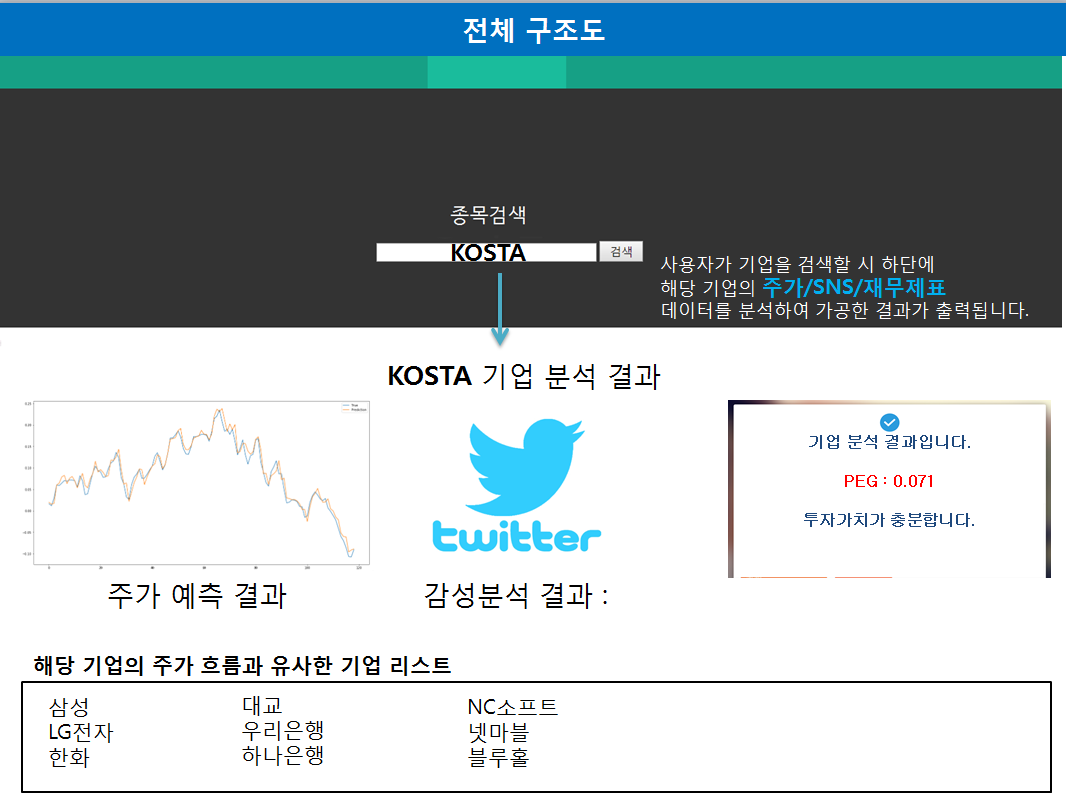 전체 구조도
종목검색
KOSTA
검색
사용자가 기업을 검색할 시 하단에
해당 기업의 주가/SNS/재무제표
데이터를 분석하여 가공한 결과가 출력됩니다.
KOSTA 기업 분석 결과
True
Prediction
twitter
기업 분석 결과입니다.
PEG : 0.071
투자가치가 충분합니다.
주가 예측 결과
감성분석 결과 :
해당 기업의 주가 흐름과 유사한 기업 리스트
삼성
LG전자
한화
대교
우리은행
하나은행
NC소프트
넷마블
블루홀